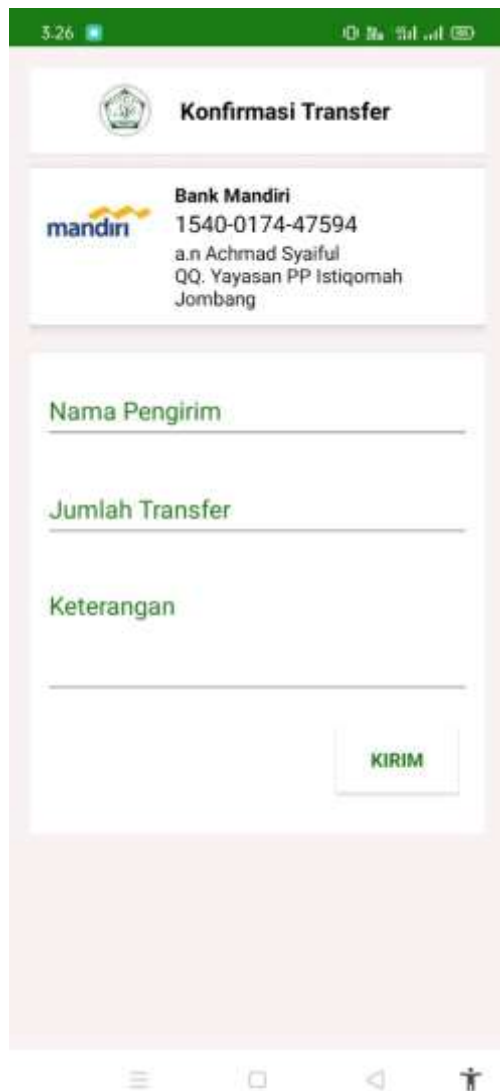 3.26
Konfirmasi Transfer
mandiri
Bank Mandiri
1540-0174-47594
a.n Achmad Syaiful
QQ. Yayasan PP Istiqomah
Jombang
Nama Pengirim
Jumlah Transfer
Keterangan
KIRIM